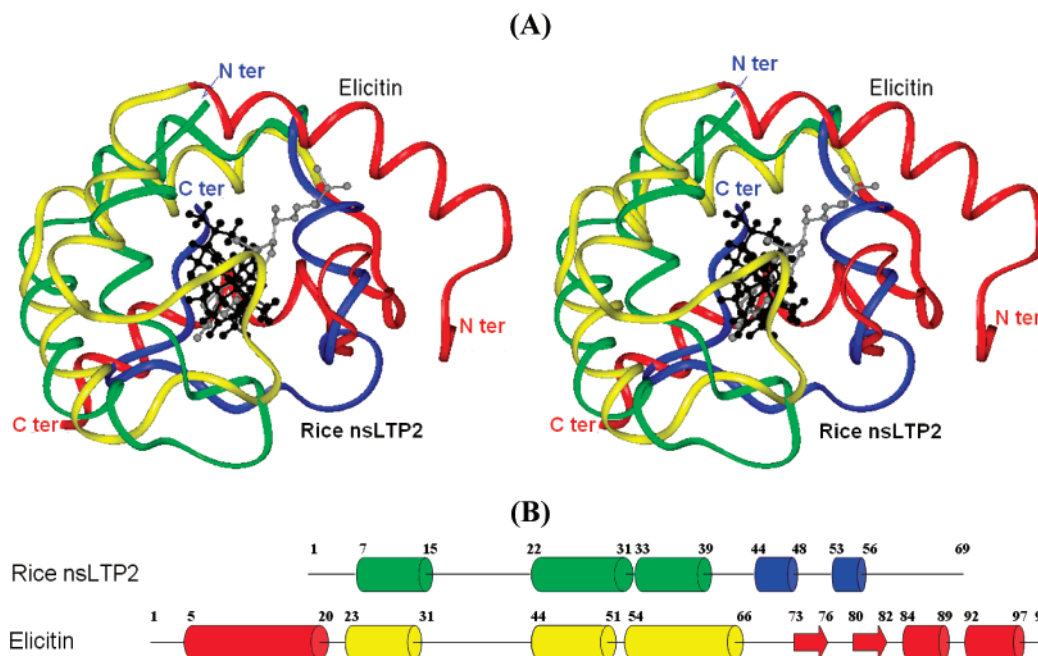 (A)
N ter
Elicitin
C ter
N ter
C ter
Rice nsLTP2
N ter
Elicitin
C ter
N ter
C ter
Rice nsLTP2
(B)
1 7 15 22 31 33 39 44 48 53 56 69
Rice nsLTP2
1 5 20 23 31 44 51 54 66 73 76 80 82 84 89 92 97
Elicitin